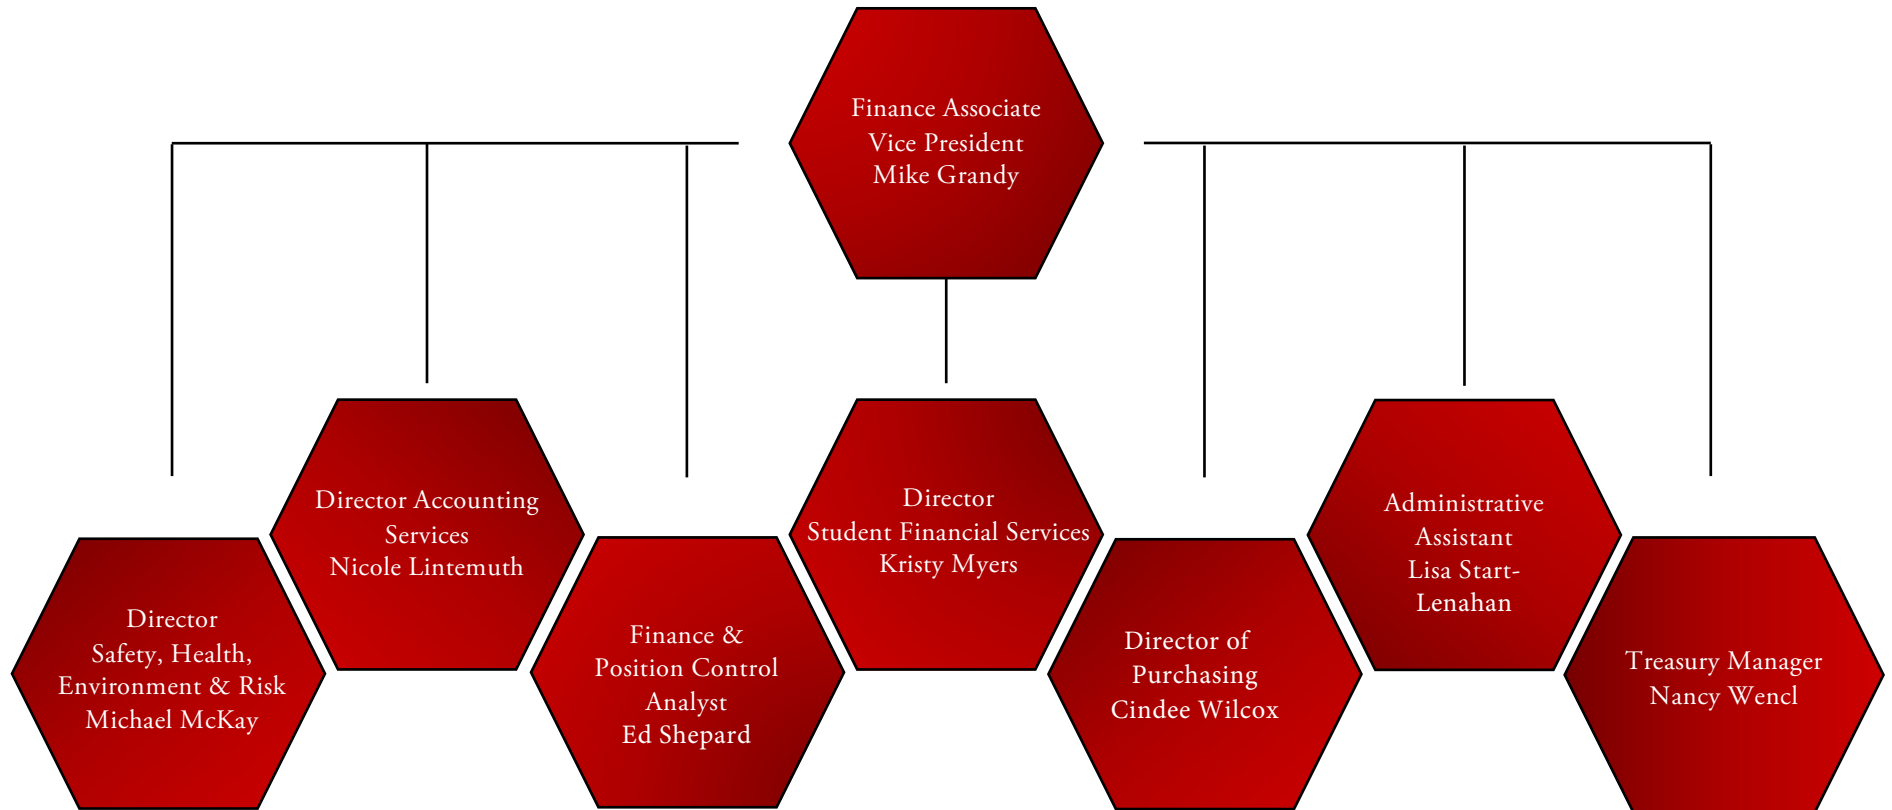 Finance Associate
Vice President
Mike Grandy
Director
Safety, Health,
Environment & Risk
Michael McKay
Director Accounting
Services
Nicole Lintemuth
Finance &
Position Control
Analyst
Ed Shepard
Director
Student Financial Services
Kristy Myers
Director of
Purchasing
Cindee Wilcox
Administrative
Assistant
Lisa Start-
Lenahan
Treasury Manager
Nancy Wencl